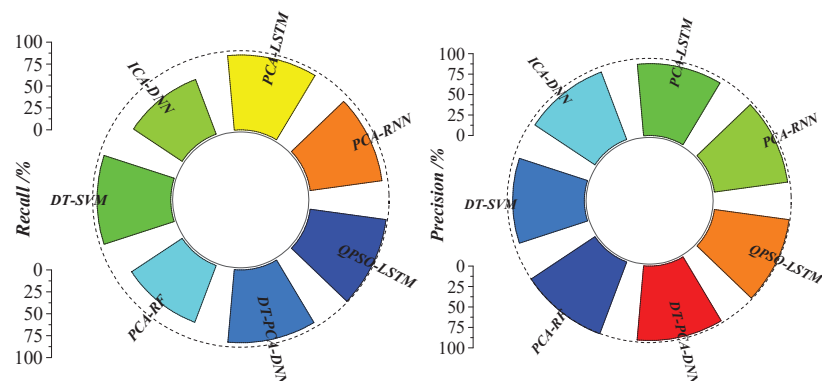 100
75
50
25
0
Recall /%
0
25
50
75
100
PCA-LSTM
PCA-RNN
QPSO-LSTM
DT-PCA-DNN
PCA-RF
DT-SVM
ICA-DNN
100
75
50
25
0
Precision /%
0
25
50
75
100
PCA-LSTM
PCA-RNN
QPSO-LSTM
DT-PCA-DNN
PCA-RF
DT-SVM
ICA-DNN